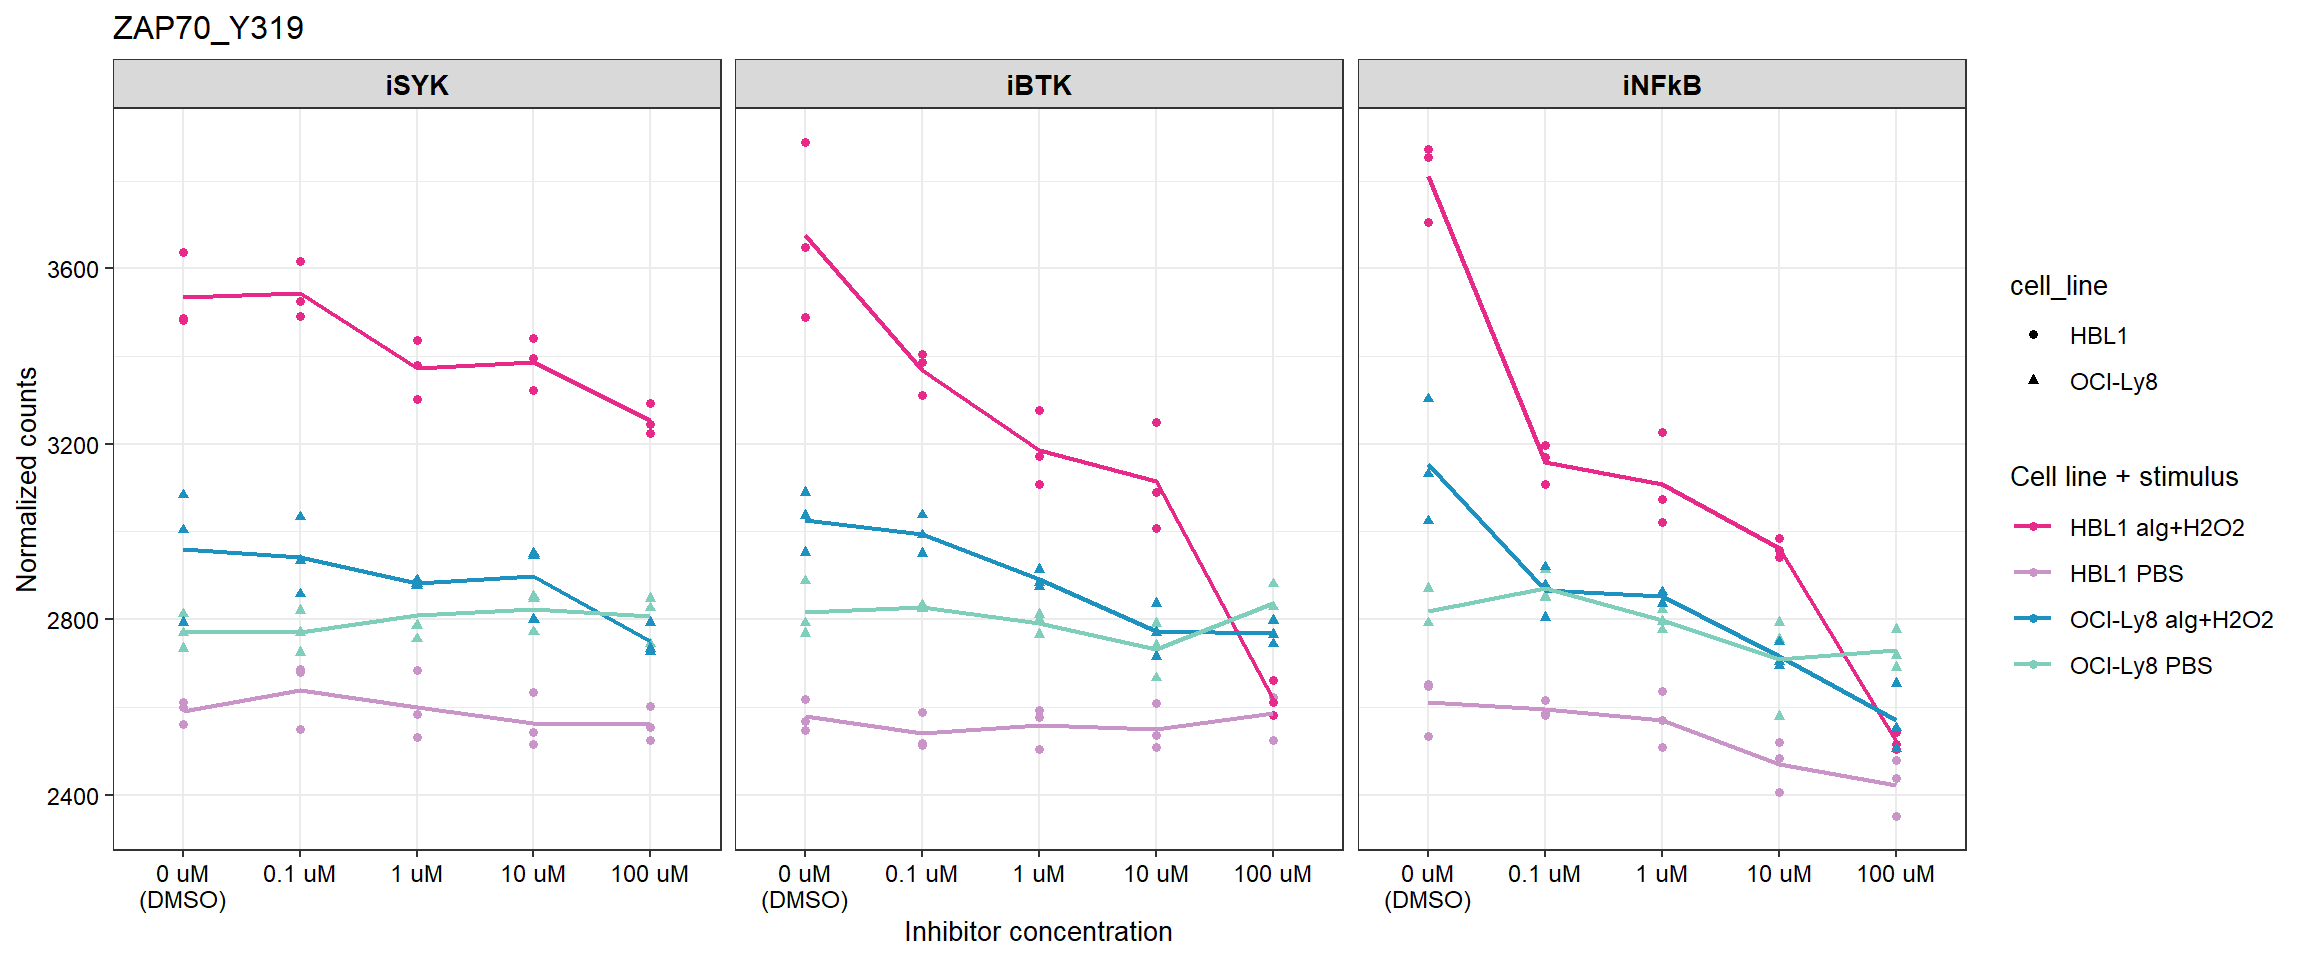 ZAP70_Y319
iSYK
iBTK
iNFkB
Normalized counts
3600
3200
2800
2400
0 uM
(DMSO)
0.1 uM
1 uM
10 uM
100 uM
0 uM
(DMSO)
0.1 uM
1 uM
10 uM
100 uM
0 uM
(DMSO)
0.1 uM
1 uM
10 uM
100 uM
Inhibitor concentration
cell_line
HBL1
OCI-Ly8
Cell line + stimulus
HBL1 aIg+H2O2
HBL1 PBS
OCI-Ly8 aIg+H2O2
OCI-Ly8 PBS